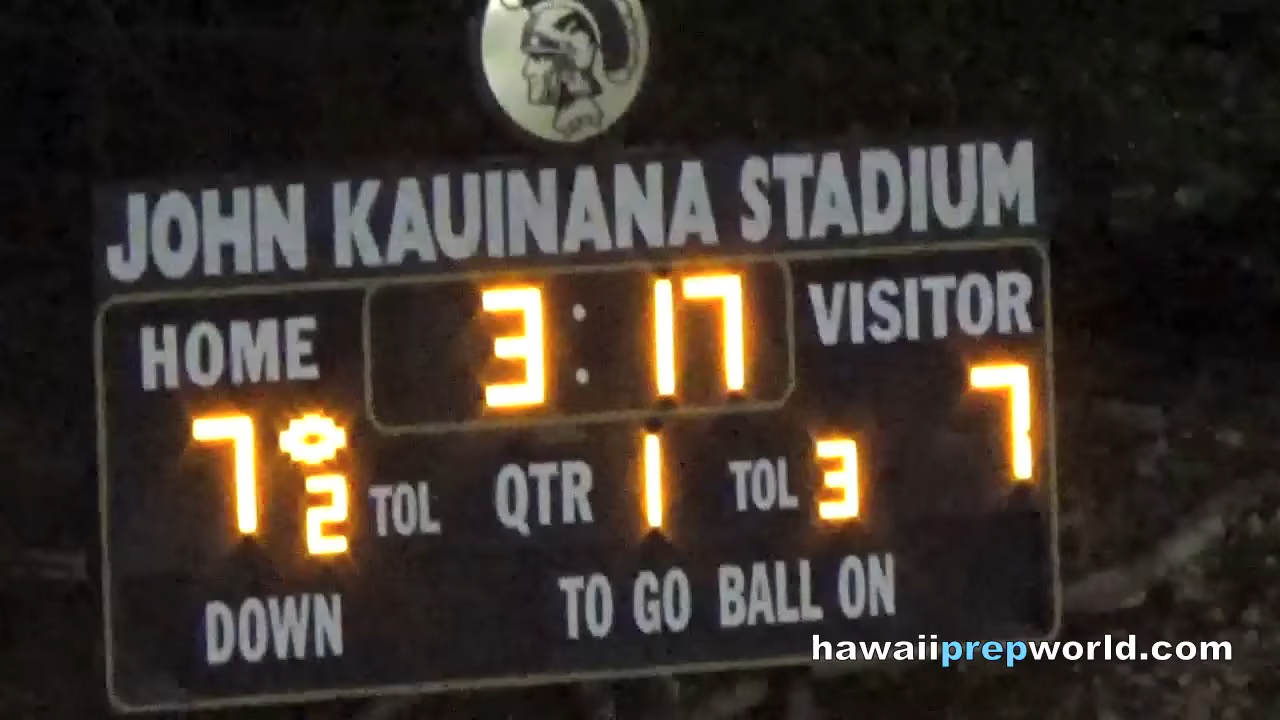 JOHN KAUINANA STADIUM
HOME 3:17 VISITOR
7 2 TOL QTR 1 TOL 3 7
DOWN TO GO BALL ON
hawaiiprepworld.com